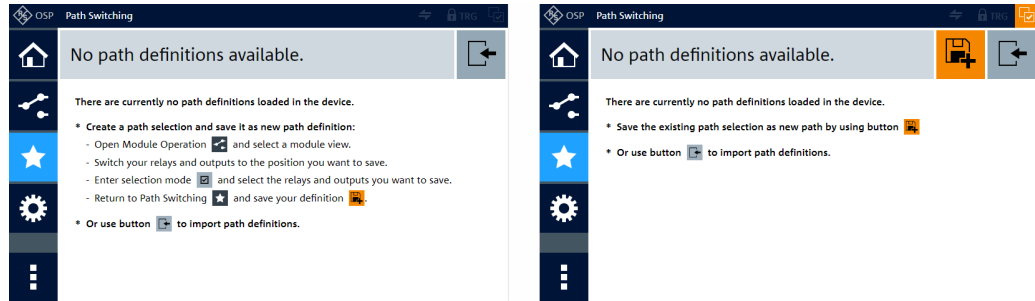 OSP Path Switching TRG
No path definitions available.
There are currently no path definitions loaded in the device.
* Create a path selection and save it as new path definition:
- Open Module Operation and select a module view.
- Switch your relays and outputs to the position you want to save.
- Enter selection mode and select the relays and outputs you want to save.
- Return to Path Switching and save your definition .
* Or use button to import path definitions.
OSP Path Switching TRG
No path definitions available.
There are currently no path definitions loaded in the device.
* Save the existing path selection as new path by using button
* Or use button to import path definitions.